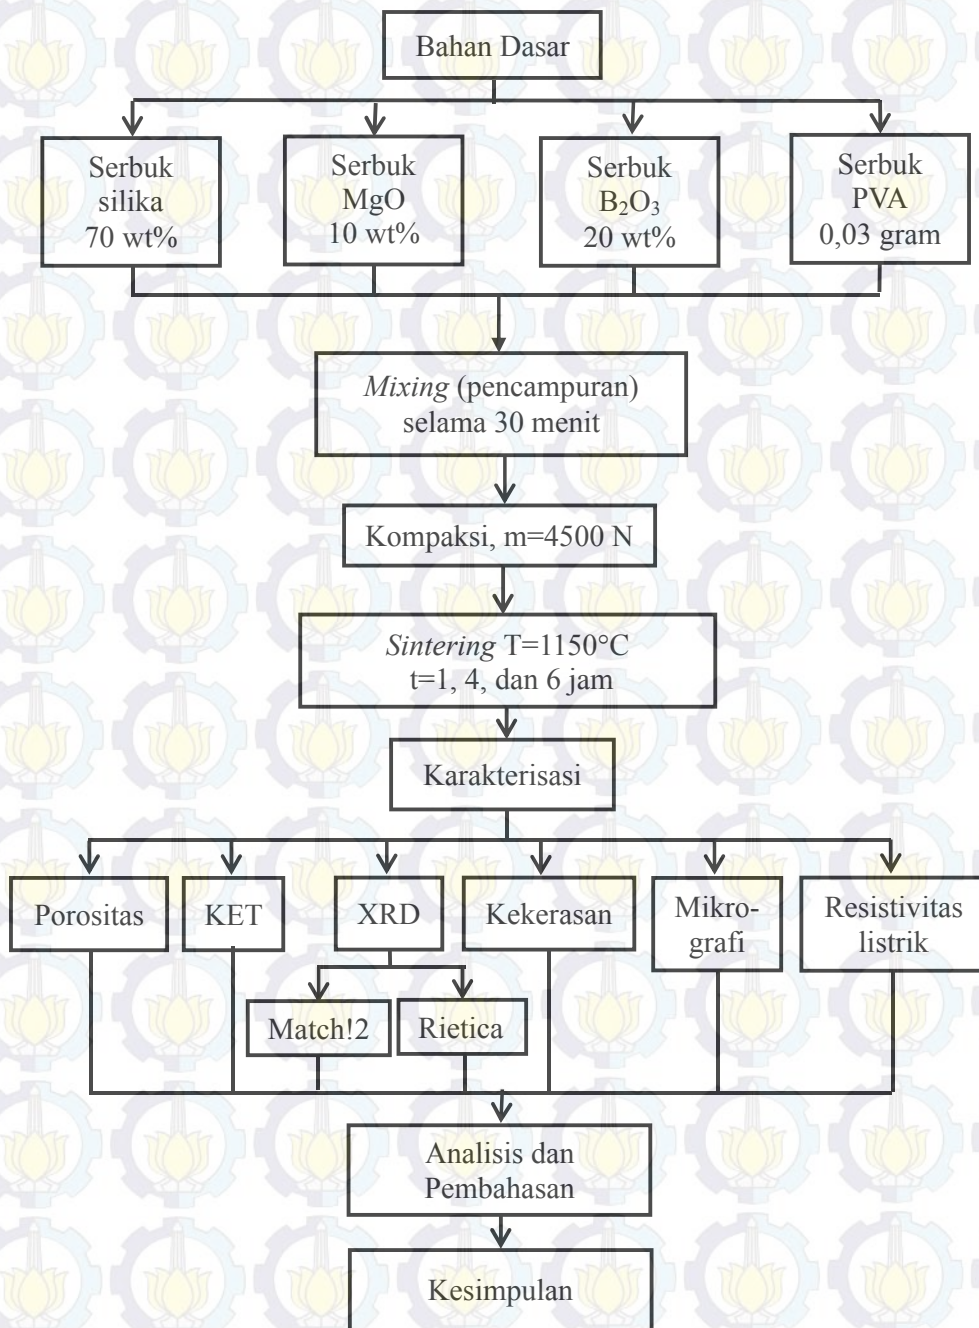 Bahan Dasar
Serbuk
silika
70 wt%
Serbuk
MgO
10 wt%
Serbuk
B₂O₃
20 wt%
Serbuk
PVA
0,03 gram
Mixing (pencampuran)
selama 30 menit
Kompaksi, m=4500 N
Sintering T=1150°C
t=1, 4, dan 6 jam
Karakterisasi
Porositas
KET
XRD
Kekerasan
Mikro-
grafi
Resistivitas
listrik
Match!2
Rietica
Analisis dan
Pembahasan
Kesimpulan